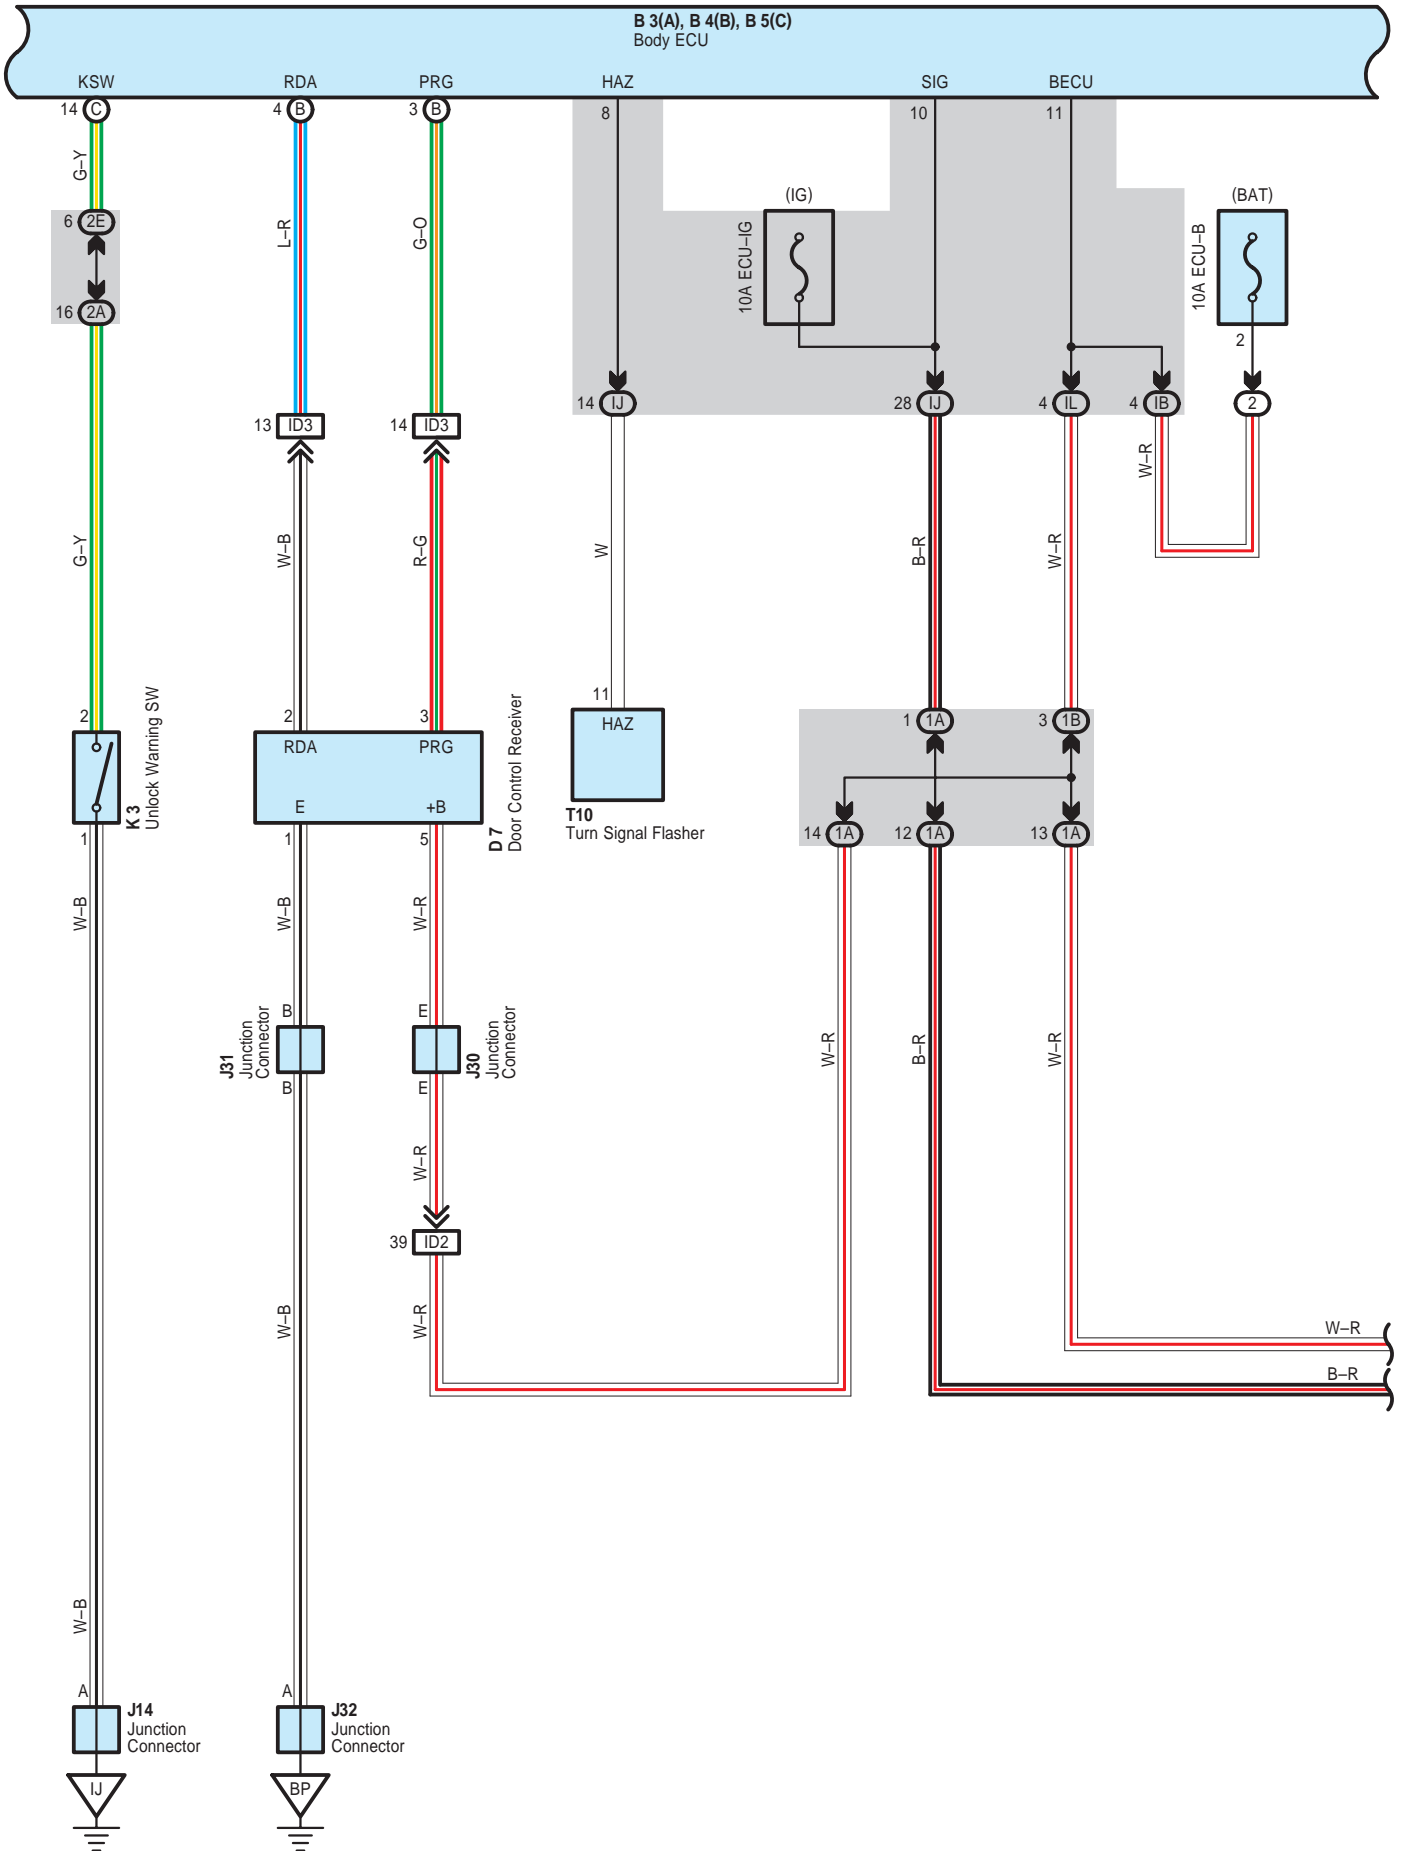 B 3(A), B 4(B), B 5(C)
Body ECU
KSW
RDA
PRG
HAZ
SIG
BECU
14 C
4 B
3 B
8
10
11
G–Y
L–R
G–O
(IG)
10A ECU–IG
(BAT)
10A ECU–B
2
6 2E
16 2A
14 IJ
28 IJ
4 IL
4 IB
2
13 ID3
14 ID3
W–R
G–Y
W–B
R–G
W
B–R
W–R
2
K 3
Unlock Warning SW
1
2
3
RDA
PRG
E
+B
1
5
D 7
Door Control Receiver
11
HAZ
T10
Turn Signal Flasher
1 1A
3 1B
14 1A
12 1A
13 1A
W–B
W–B
W–R
B
J31
Junction
Connector
B
E
J30
Junction
Connector
E
W–R
B–R
W–R
W–R
39 ID2
W–B
W–R
W–R
B–R
W–B
A
J14
Junction
Connector
A
J32
Junction
Connector
IJ
BP